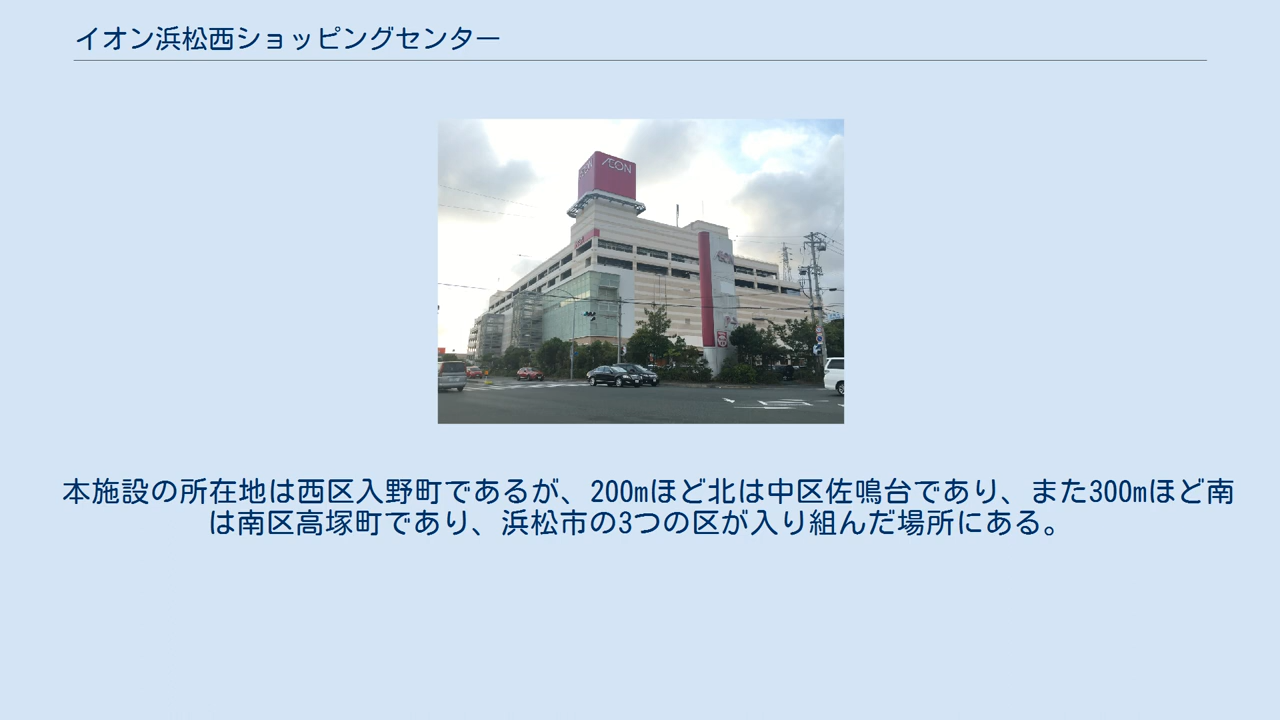 イオン浜松西ショッピングセンター
ÆON
本施設の所在地は西区入野町であるが、200mほど北は中区佐鳴台であり、また300mほど南
は南区高塚町であり、浜松市の3つの区が入り組んだ場所にある。